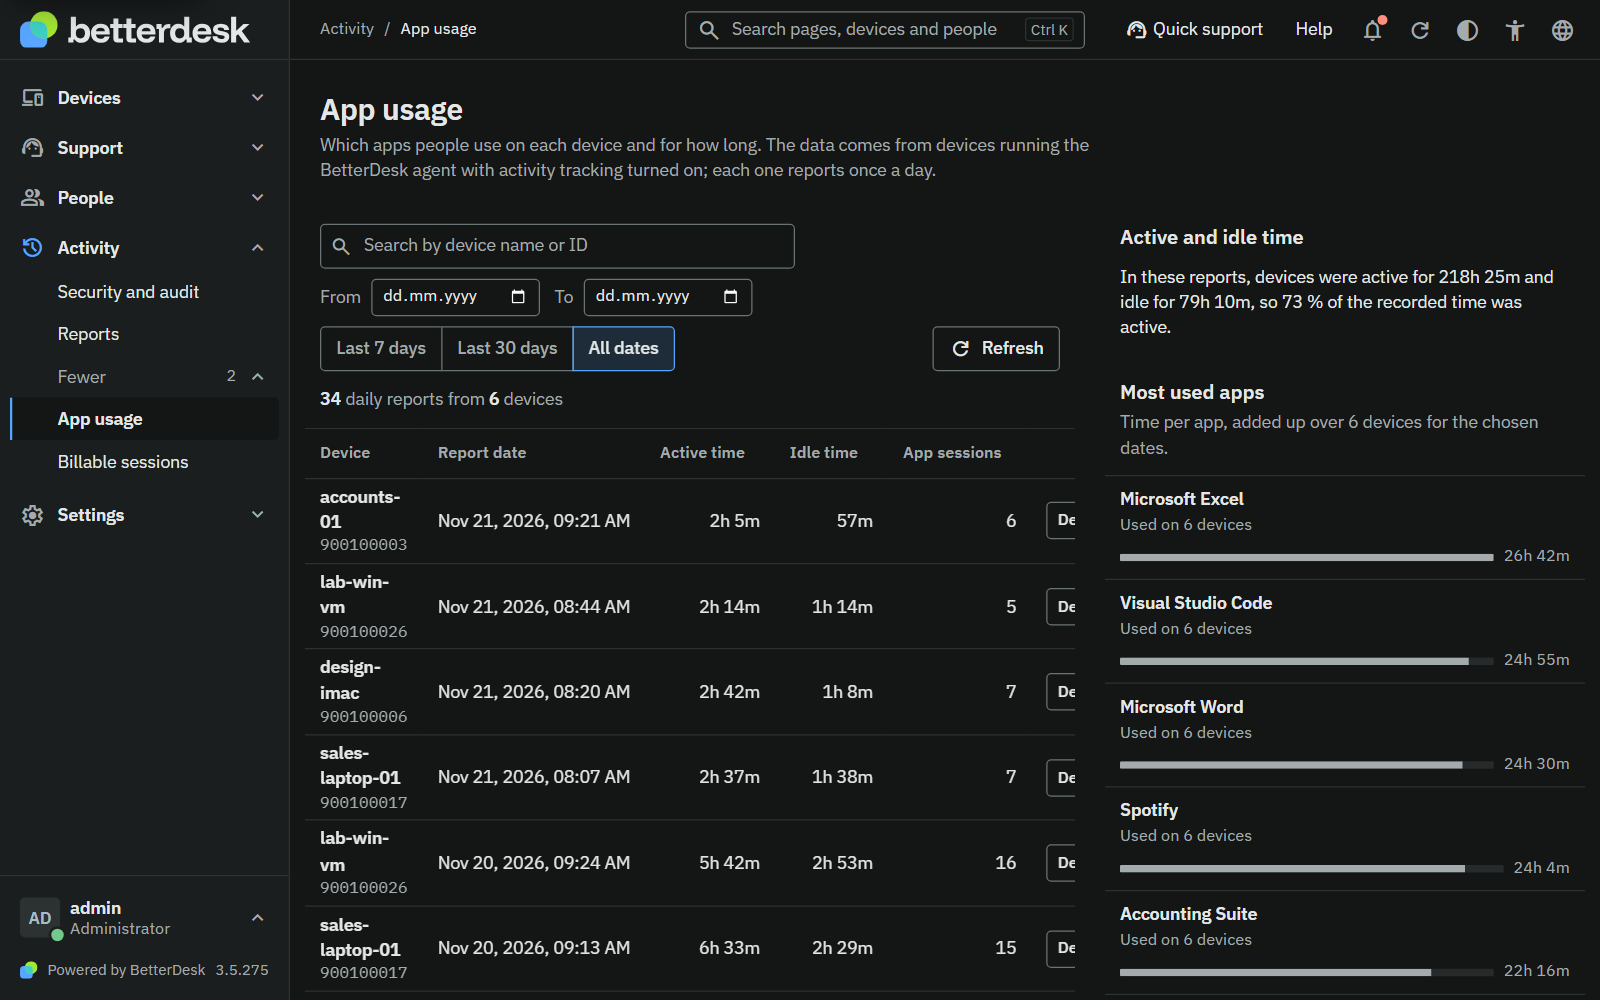 betterdesk
Activity / App usage
Search pages, devices and people Ctrl K
Quick support
Help
Devices
Support
People
Activity
Security and audit
Reports
Fewer 2
App usage
Billable sessions
Settings
AD
admin
Administrator
Powered by BetterDesk 3.5.275
App usage
Which apps people use on each device and for how long. The data comes from devices running the
BetterDesk agent with activity tracking turned on; each one reports once a day.
Search by device name or ID
From dd.mm.yyyy To dd.mm.yyyy
Last 7 days Last 30 days All dates Refresh
34 daily reports from 6 devices
Device Report date Active time Idle time App sessions
accounts-
01
900100003
Nov 21, 2026, 09:21 AM 2h 5m 57m 6 De
lab-win-
vm
900100026
Nov 21, 2026, 08:44 AM 2h 14m 1h 14m 5 De
design-
imac
900100006
Nov 21, 2026, 08:20 AM 2h 42m 1h 8m 7 De
sales-
laptop-01
900100017
Nov 21, 2026, 08:07 AM 2h 37m 1h 38m 7 De
lab-win-
vm
900100026
Nov 20, 2026, 09:24 AM 5h 42m 2h 53m 16 De
sales-
laptop-01
900100017
Nov 20, 2026, 09:13 AM 6h 33m 2h 29m 15 De
Active and idle time
In these reports, devices were active for 218h 25m and
idle for 79h 10m, so 73 % of the recorded time was
active.
Most used apps
Time per app, added up over 6 devices for the chosen
dates.
Microsoft Excel
Used on 6 devices
26h 42m
Visual Studio Code
Used on 6 devices
24h 55m
Microsoft Word
Used on 6 devices
24h 30m
Spotify
Used on 6 devices
24h 4m
Accounting Suite
Used on 6 devices
22h 16m